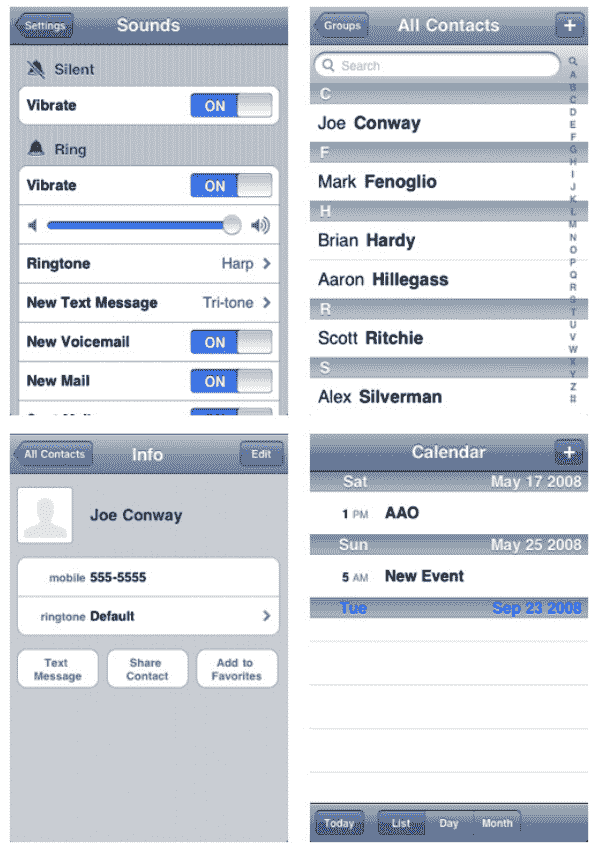 Settings Sounds
Silent
Vibrate ON
Ring
Vibrate ON
Ringtone Harp
New Text Message Tri-tone
New Voicemail ON
New Mail ON
Groups All Contacts +
Search
C
Joe Conway
F
Mark Fenoglio
H
Brian Hardy
Aaron Hillegass
R
Scott Ritchie
S
Alex Silverman
A
B
C
D
E
F
G
H
I
J
K
L
M
N
O
P
Q
R
S
T
U
V
W
X
Y
Z
#
All Contacts Info Edit
Joe Conway
mobile 555-5555
ringtone Default
Text Message
Share Contact
Add to Favorites
Calendar +
Sat May 17 2008
1 PM AAO
Sun May 25 2008
5 AM New Event
Tue Sep 23 2008
Today List Day Month